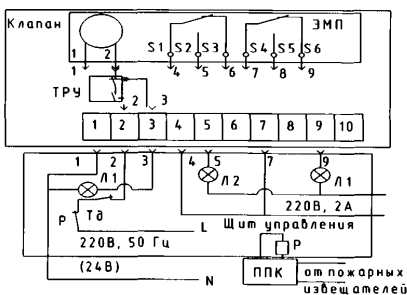 Клапан
ЭМП
1 2
S1 S2 S3 S4 S5 S6
1 4 5 6 7 8 9
ТРУ
2 3
1 2 3 4 5 6 7 8 9 10
1 2 3 4 5 7 9
Л1 Л2 Л1
Р Тд
220В, 2А
L Щит управления
220В, 50 Гц
Р
(24В)
N
ППК
от пожарных
извещателей